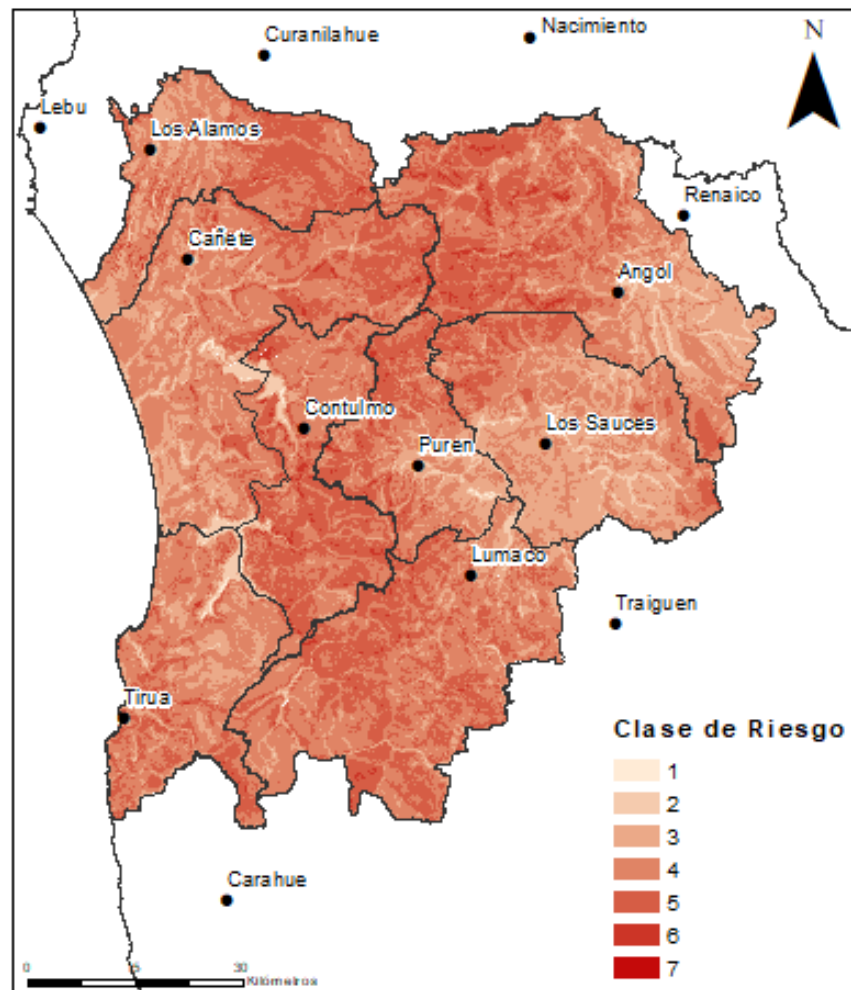 Curanilahue
Nacimiento
N
Lebu
Los Alamos
Renaico
Cañete
Angol
Contulmo
Los Sauces
Puren
Lumaco
Traiguen
Tirua
Clase de Riesgo
1
2
3
4
5
6
7
Carahue
0 15 30
Kilómetros